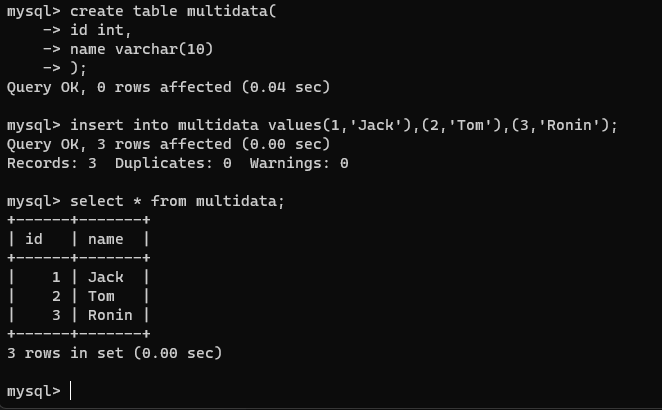 mysql> create table multidata(
    -> id int,
    -> name varchar(10)
    -> );
Query OK, 0 rows affected (0.04 sec)

mysql> insert into multidata values(1,'Jack'),(2,'Tom'),(3,'Ronin');
Query OK, 3 rows affected (0.00 sec)
Records: 3  Duplicates: 0  Warnings: 0

mysql> select * from multidata;
+------+-------+
| id   | name  |
+------+-------+
|    1 | Jack  |
|    2 | Tom   |
|    3 | Ronin |
+------+-------+
3 rows in set (0.00 sec)

mysql>